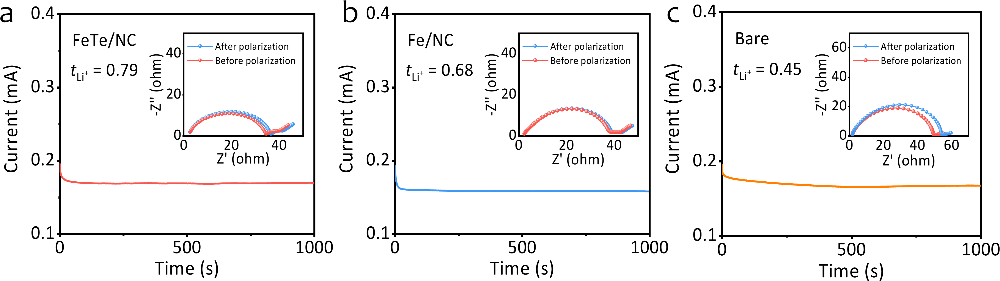 a
0.4
0.3
0.2
0.1
Current (mA)
0
500
1000
Time (s)
FeTe/NC
tLi+ = 0.79
After polarization
Before polarization
40
20
0
-Z'' (ohm)
0
20
40
Z' (ohm)
b
0.4
0.3
0.2
0.1
Current (mA)
0
500
1000
Time (s)
Fe/NC
tLi+ = 0.68
After polarization
Before polarization
40
20
0
-Z'' (ohm)
0
20
40
Z' (ohm)
c
0.4
0.3
0.2
0.1
Current (mA)
0
500
1000
Time (s)
Bare
tLi+ = 0.45
After polarization
Before polarization
60
40
20
0
-Z'' (ohm)
0
20
40
60
Z' (ohm)